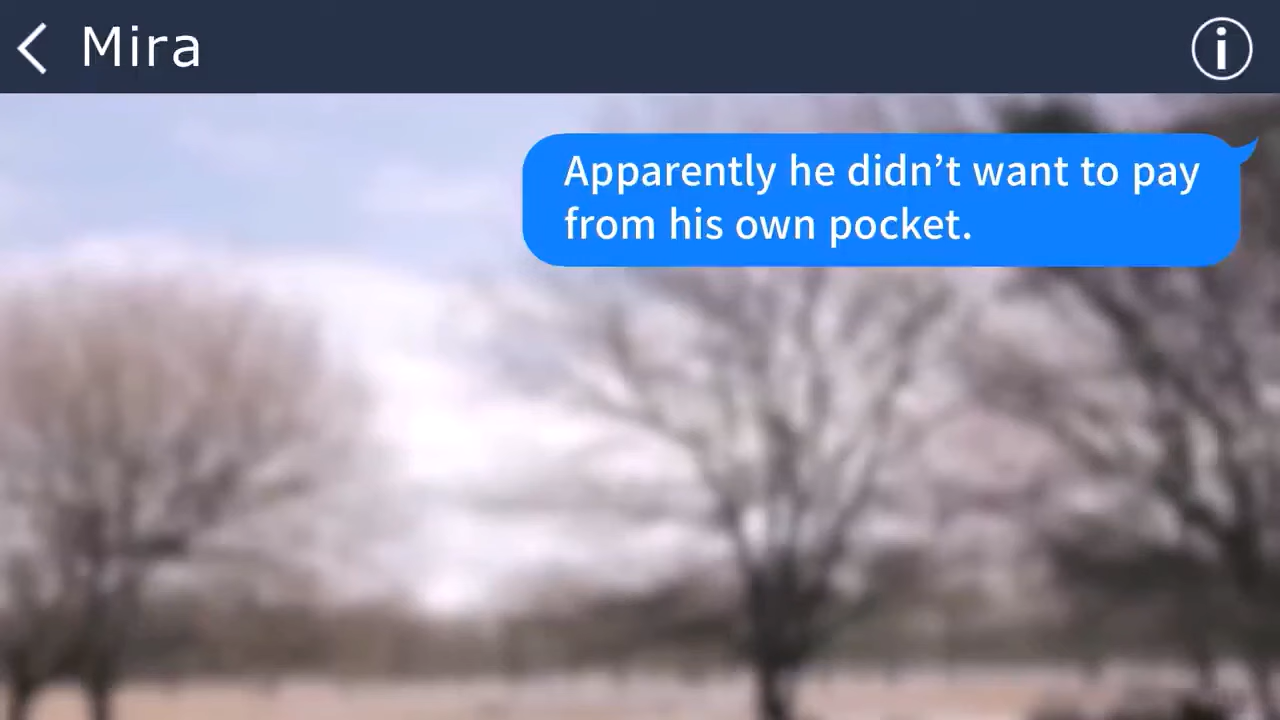 Mira
Apparently he didn’t want to pay
from his own pocket.